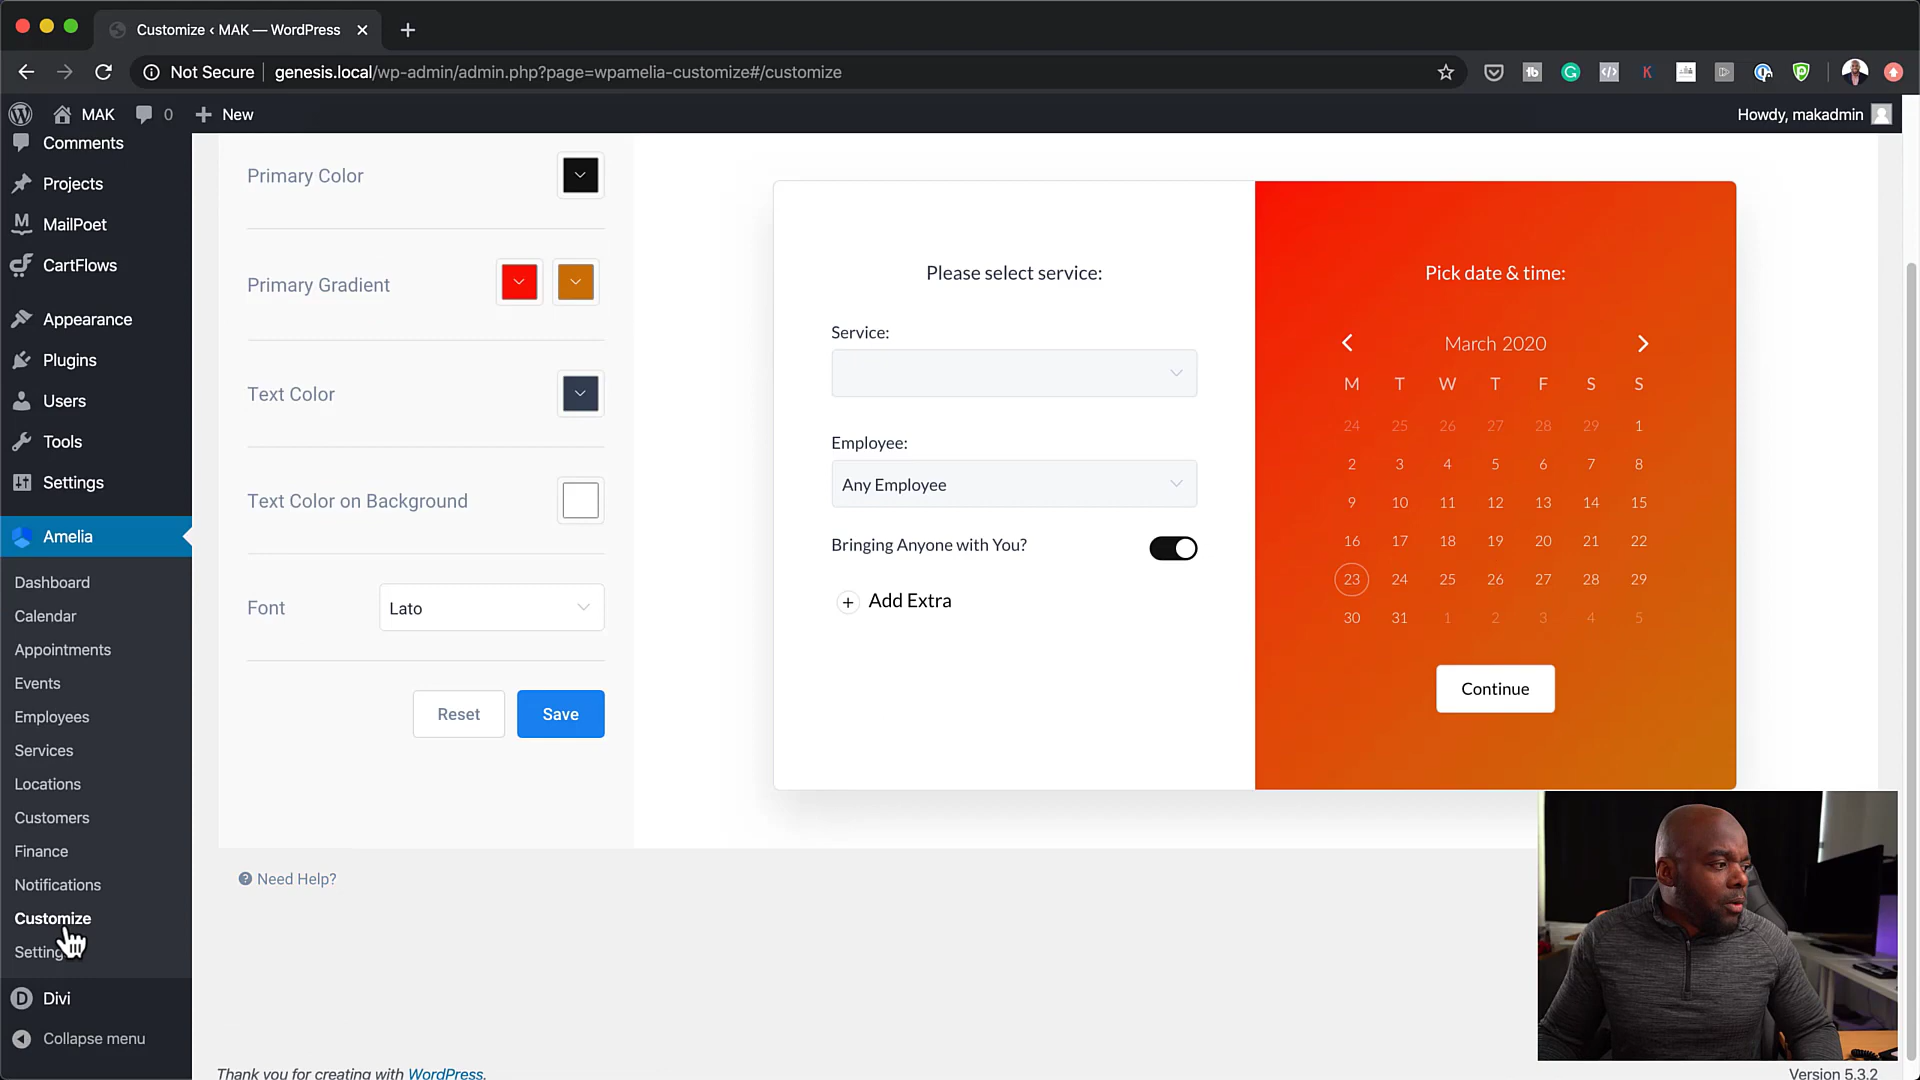 Customize ‹ MAK — WordPress
Not Secure
genesis.local/wp-admin/admin.php?page=wpamelia-customize#/customize
MAK
0
New
Howdy, makadmin
Comments
Projects
MailPoet
CartFlows
Appearance
Plugins
Users
Tools
Settings
Amelia
Dashboard
Calendar
Appointments
Events
Employees
Services
Locations
Customers
Finance
Notifications
Customize
Setting
Divi
Collapse menu
Primary Color
Primary Gradient
Text Color
Text Color on Background
Font
Lato
Reset
Save
Need Help?
Please select service:
Service:
Employee:
Any Employee
Bringing Anyone with You?
Add Extra
Pick date & time:
March 2020
M T W T F S S
24 25 26 27 28 29 1
2 3 4 5 6 7 8
9 10 11 12 13 14 15
16 17 18 19 20 21 22
23 24 25 26 27 28 29
30 31 1 2 3 4 5
Continue
Thank you for creating with WordPress.
Version 5.3.2